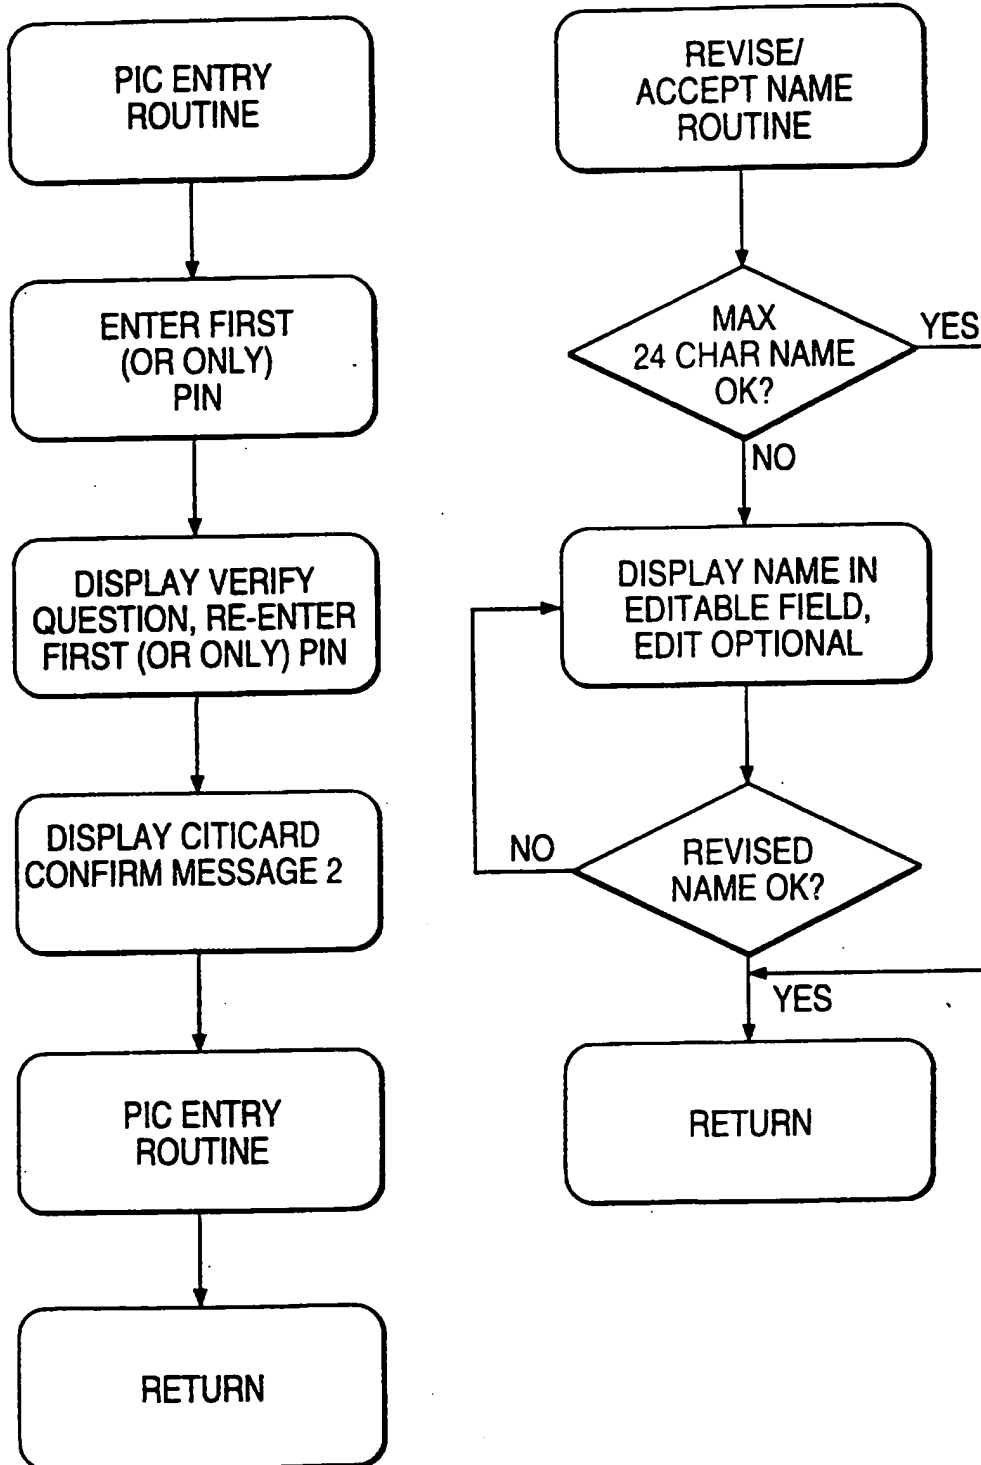 PIC ENTRY
ROUTINE
ENTER FIRST
(OR ONLY)
PIN
DISPLAY VERIFY
QUESTION, RE-ENTER
FIRST (OR ONLY) PIN
DISPLAY CITICARD
CONFIRM MESSAGE 2
PIC ENTRY
ROUTINE
RETURN
REVISE/
ACCEPT NAME
ROUTINE
MAX
24 CHAR NAME
OK?
YES
NO
DISPLAY NAME IN
EDITABLE FIELD,
EDIT OPTIONAL
NO
REVISED
NAME OK?
YES
RETURN